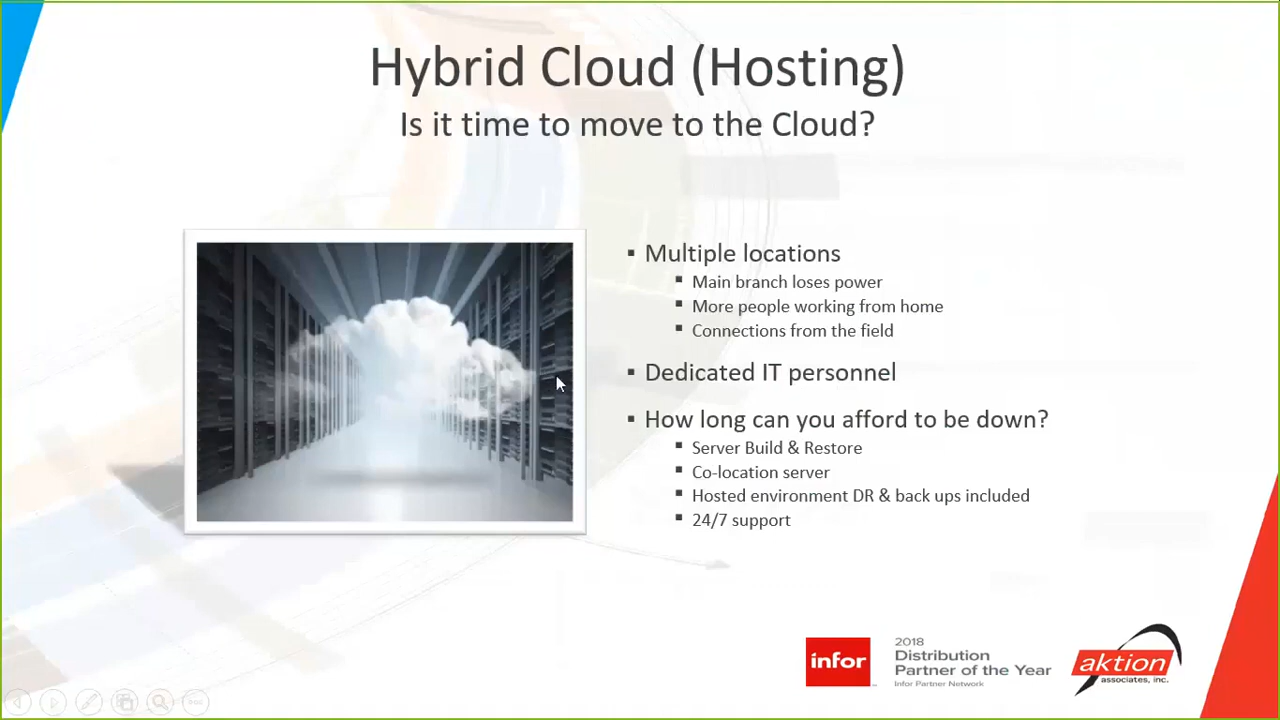 Hybrid Cloud (Hosting)
Is it time to move to the Cloud?
▪ Multiple locations
▪ Main branch loses power
▪ More people working from home
▪ Connections from the field
▪ Dedicated IT personnel
▪ How long can you afford to be down?
▪ Server Build & Restore
▪ Co-location server
▪ Hosted environment DR & back ups included
▪ 24/7 support
infor
2018
Distribution
Partner of the Year
Infor Partner Network
aktion
associates, inc.